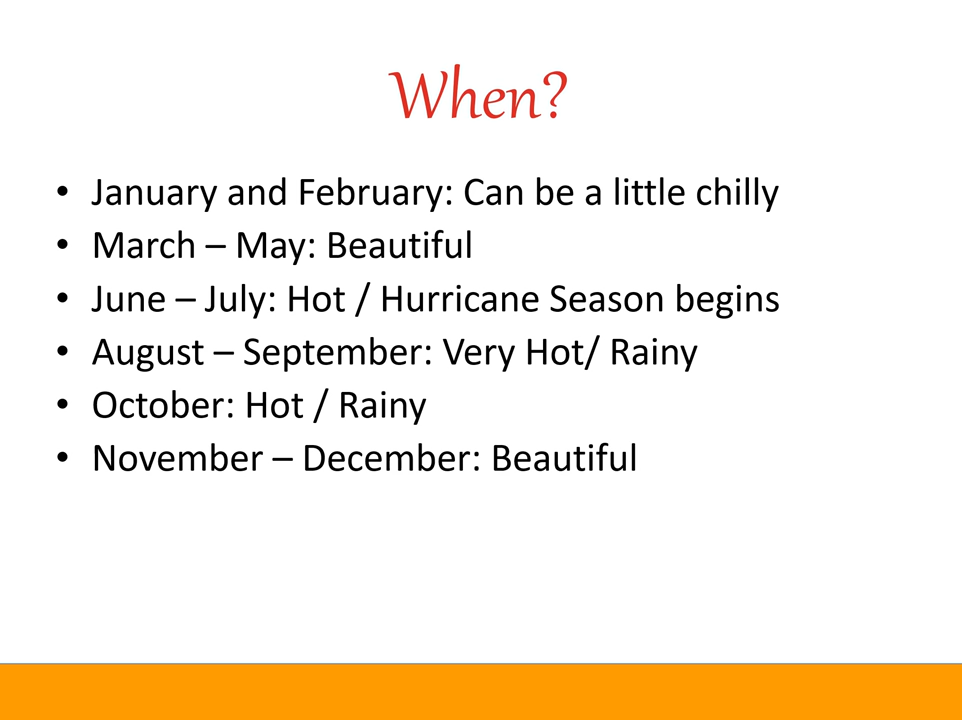 When?
• January and February: Can be a little chilly
• March – May: Beautiful
• June – July: Hot / Hurricane Season begins
• August – September: Very Hot/ Rainy
• October: Hot / Rainy
• November – December: Beautiful